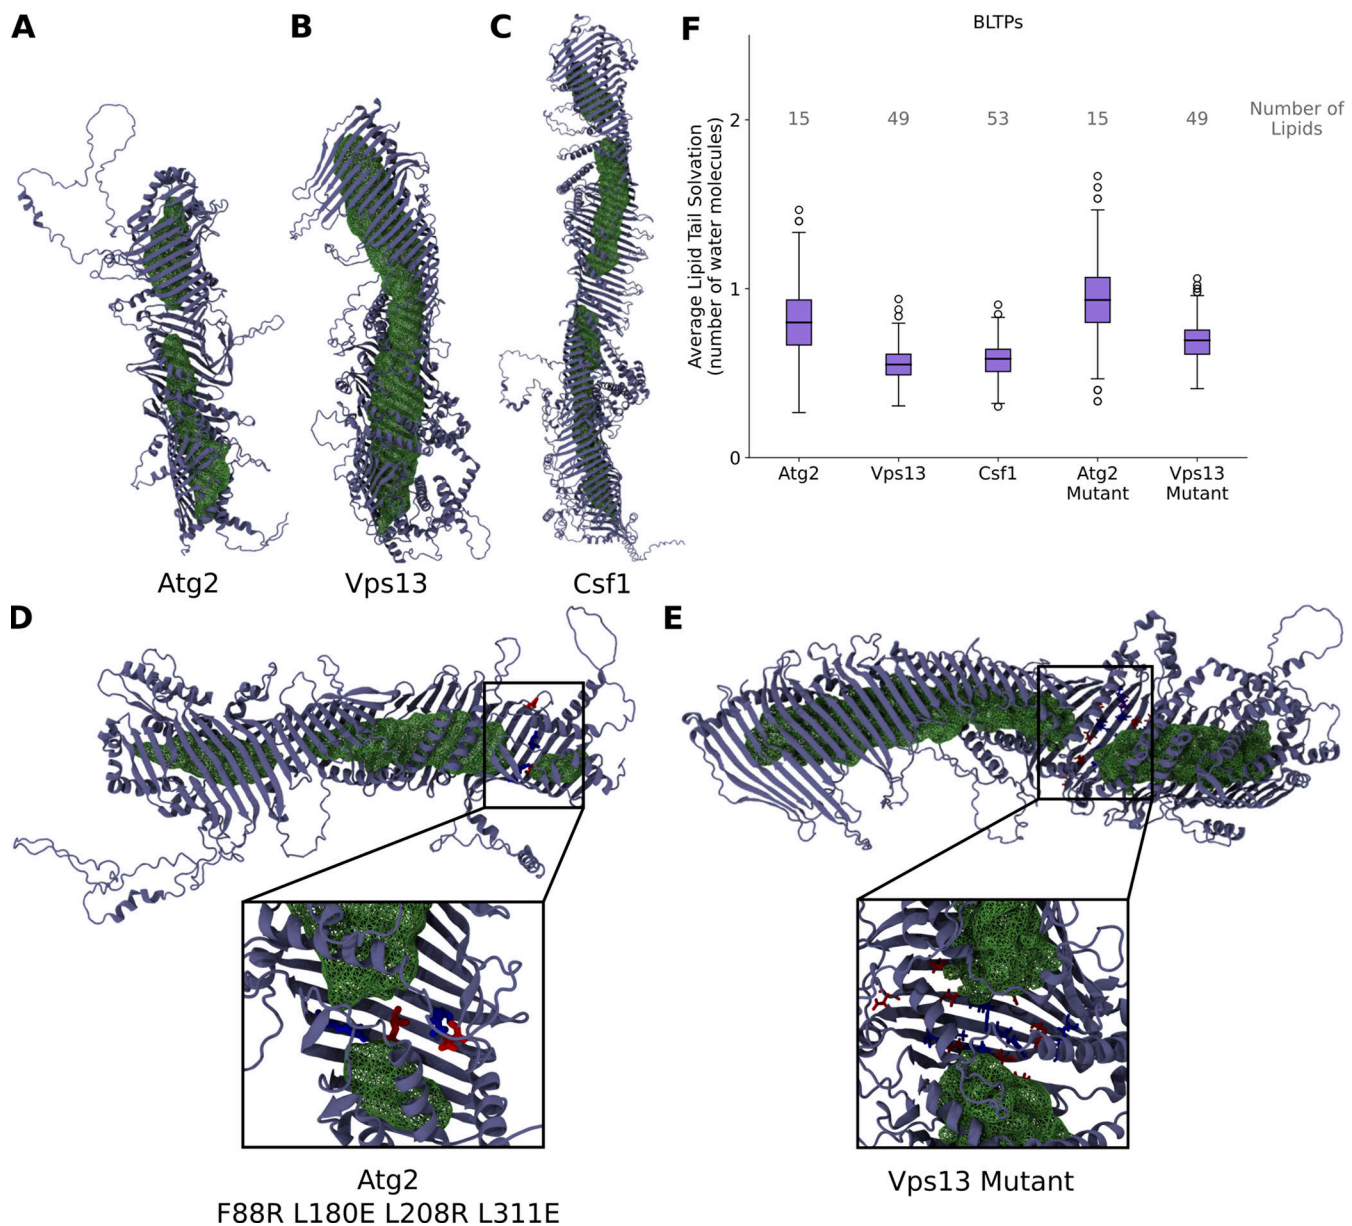 A
B
C
Atg2
Vps13
Csf1
F
BLTPs
Average Lipid Tail Solvation
(number of water molecules)
2
1
0
15
49
53
15
49
Number of
Lipids
Atg2
Vps13
Csf1
Atg2
Mutant
Vps13
Mutant
D
E
Atg2
F88R L180E L208R L311E
Vps13 Mutant